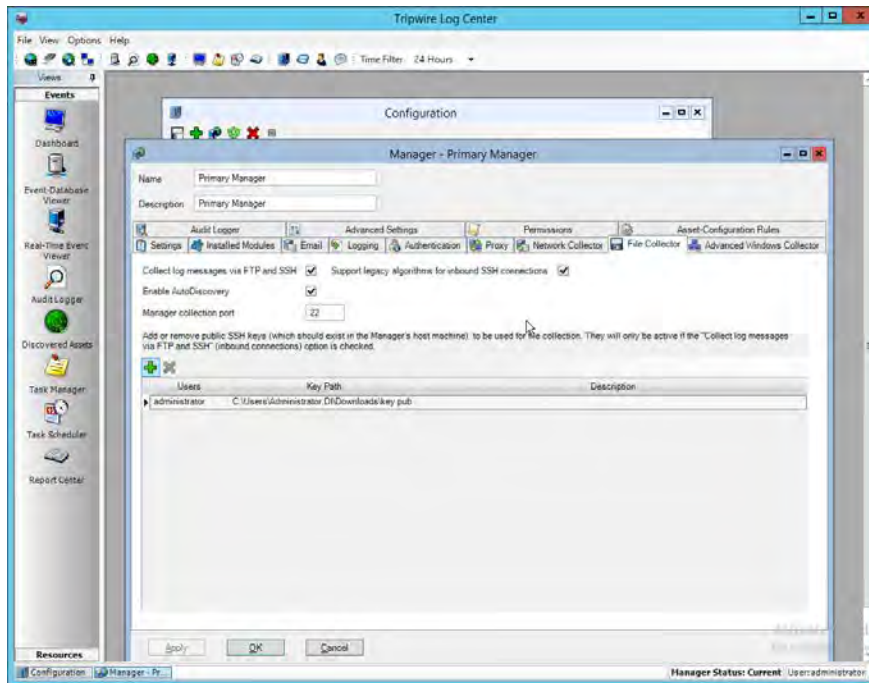 Tripwire Log Center
File View Options Help
Time Filter 24 Hours
Views
Events
Dashboard
Event-Database
Viewer
Real-Time Event
Viewer
AuditLogger
Discovered Assets
Task Manager
Task Scheduler
Report Center
Resources
Configuration
Manager - Primary Manager
Name Primary Manager
Description Primary Manager
Audit Logger Advanced Settings Permissions Asset-Configuration Rules
Settings Installed Modules Email Logging Authentication Proxy Network Collector File Collector Advanced Windows Collector
Collect log messages via FTP and SSH Support legacy algorithms for inbound SSH connections
Enable AutoDiscovery
Manager collection port 22
Add or remove public SSH keys (which should exist in the Manager's host machine) to be used for file collection. They will only be active if the "Collect log messages
via FTP and SSH" (inbound connections) option is checked.
Users Key Path Description
administrator C:\Users\Administrator.DI\Downloads\key.pub
Apply OK Cancel
Configuration Manager - Pr...
Manager Status: Current User: administrator